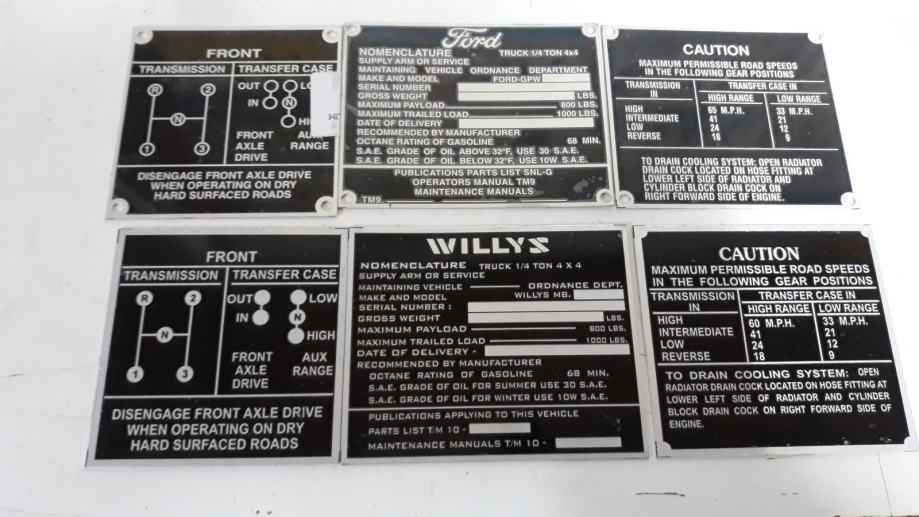 FRONT
TRANSMISSION TRANSFER CASE
R 2 OUT LO
IN N
N HIGH
1 3
FRONT AXLE DRIVE
DISENGAGE FRONT AXLE DRIVE
WHEN OPERATING ON DRY
HARD SURFACED ROADS
Ford
NOMENCLATURE TRUCK 1/4 TON 4x4
SUPPLY ARM OR SERVICE
MAINTAINING VEHICLE ORDNANCE DEPARTMENT
MAKE AND MODEL FORD-GPW
SERIAL NUMBER
GROSS WEIGHT LBS.
MAXIMUM PAYLOAD 800 LBS.
MAXIMUM TRAILED LOAD 1000 LBS.
DATE OF DELIVERY
RECOMMENDED BY MANUFACTURER
OCTANE RATING OF GASOLINE 68 MIN.
S.A.E. GRADE OF OIL ABOVE 32°F, USE 30 S.A.E.
S.A.E. GRADE OF OIL BELOW 32°F, USE 10W S.A.E.
PUBLICATIONS PARTS LIST SNL-G
OPERATORS MANUAL TM9
MAINTENANCE MANUALS
TM9.
CAUTION
MAXIMUM PERMISSIBLE ROAD SPEEDS
IN THE FOLLOWING GEAR POSITIONS
TRANSMISSION IN TRANSFER CASE IN
HIGH RANGE LOW RANGE
HIGH 65 M.P.H. 33 M.P.H.
INTERMEDIATE 41 21
LOW 24 12
REVERSE 18 9
TO DRAIN COOLING SYSTEM: OPEN RADIATOR
DRAIN COCK LOCATED ON HOSE FITTING AT
LOWER LEFT SIDE OF RADIATOR AND
CYLINDER BLOCK DRAIN COCK ON
RIGHT FORWARD SIDE OF ENGINE.
FRONT
TRANSMISSION TRANSFER CASE
R 2 OUT LOW
IN N
N HIGH
1 3
FRONT AUX
AXLE RANGE
DRIVE
DISENGAGE FRONT AXLE DRIVE
WHEN OPERATING ON DRY
HARD SURFACED ROADS
WILLYS
NOMENCLATURE TRUCK 1/4 TON 4 X 4
SUPPLY ARM OR SERVICE
MAINTAINING VEHICLE ORDNANCE DEPT.
MAKE AND MODEL WILLYS MB.
SERIAL NUMBER :
GROSS WEIGHT LBS.
MAXIMUM PAYLOAD 800 LBS.
MAXIMUM TRAILED LOAD 1000 LBS.
DATE OF DELIVERY -
RECOMMENDED BY MANUFACTURER
OCTANE RATING OF GASOLINE 68 MIN.
S.A.E. GRADE OF OIL FOR SUMMER USE 30 S.A.E.
S.A.E. GRADE OF OIL FOR WINTER USE 10W S.A.E.
PUBLICATIONS APPLYING TO THIS VEHICLE
PARTS LIST T/M 10 -
MAINTENANCE MANUALS T/M 10 -
CAUTION
MAXIMUM PERMISSIBLE ROAD SPEEDS
IN THE FOLLOWING GEAR POSITIONS
TRANSMISSION IN TRANSFER CASE IN
HIGH RANGE LOW RANGE
HIGH 60 M.P.H. 33 M.P.H.
INTERMEDIATE 41 21
LOW 24 12
REVERSE 18 9
TO DRAIN COOLING SYSTEM: OPEN
RADIATOR DRAIN COCK LOCATED ON HOSE FITTING AT
LOWER LEFT SIDE OF RADIATOR AND CYLINDER
BLOCK DRAIN COCK ON RIGHT FORWARD SIDE OF
ENGINE.